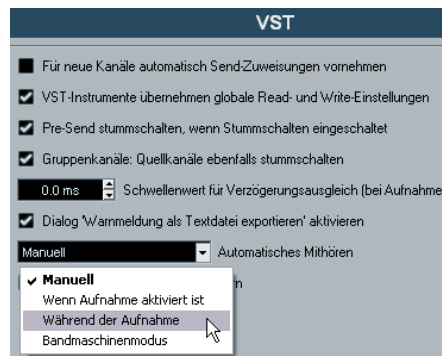 VST
Für neue Kanäle automatisch Send-Zuweisungen vornehmen
VST-Instrumente übernehmen globale Read- und Write-Einstellungen
Pre-Send stummschalten, wenn Stummschalten eingeschaltet
Gruppenkanäle: Quellkanäle ebenfalls stummschalten
0.0 ms Schwellenwert für Verzögerungsausgleich (bei Aufnahme
Dialog 'Warnmeldung als Textdatei exportieren' aktivieren
Manuell Automatisches Mithören
Manuell
Wenn Aufnahme aktiviert ist
Während der Aufnahme
Bandmaschinenmodus